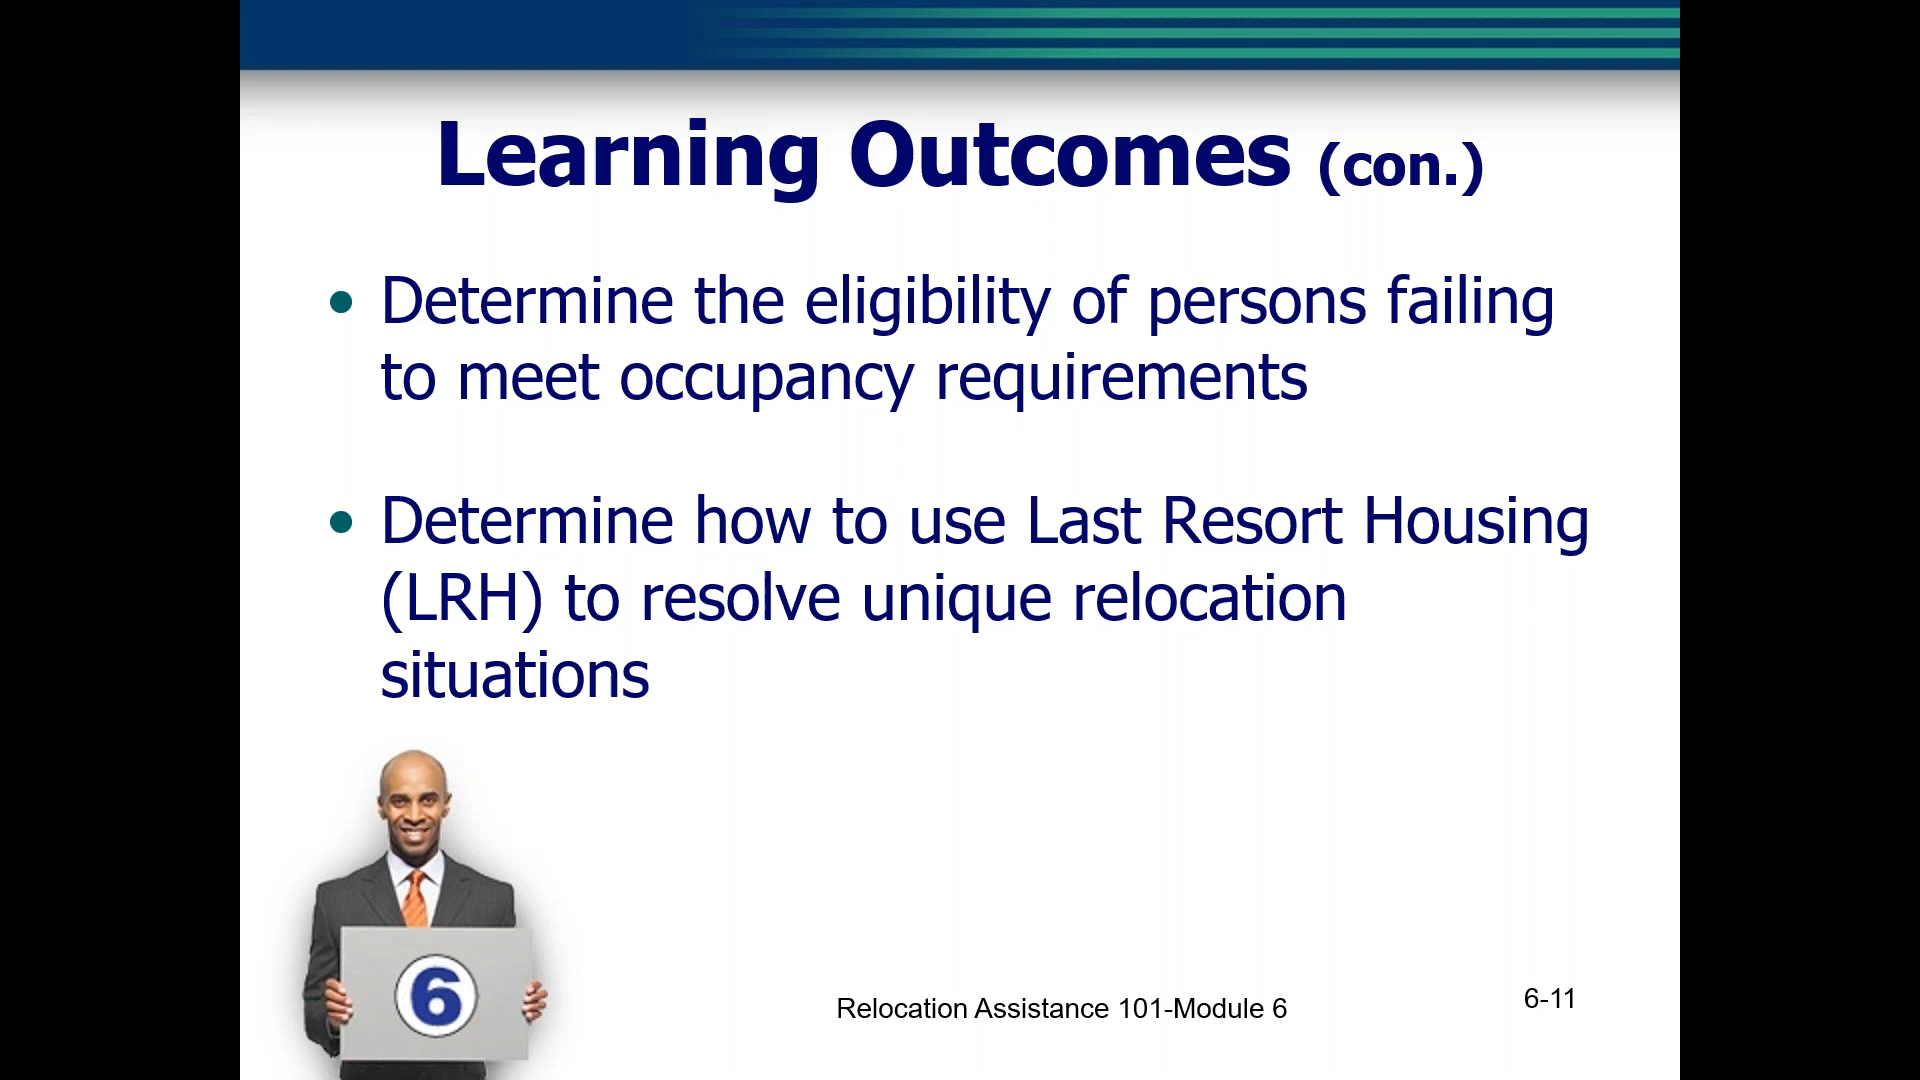 Learning Outcomes (con.)
• Determine the eligibility of persons failing
to meet occupancy requirements
• Determine how to use Last Resort Housing
(LRH) to resolve unique relocation
situations
6
Relocation Assistance 101-Module 6
6-11